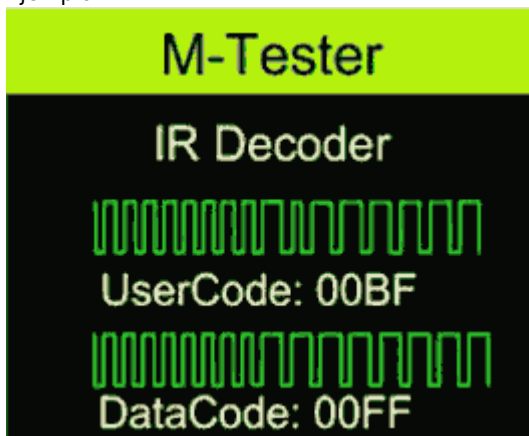 M-Tester
IR Decoder
UserCode: 00BF
DataCode: 00FF